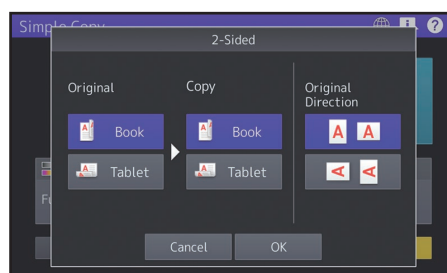 Simple Copy
2-Sided
Original
Copy
Original
Direction
Book
Book
A A
Tablet
Tablet
A A
Cancel
OK